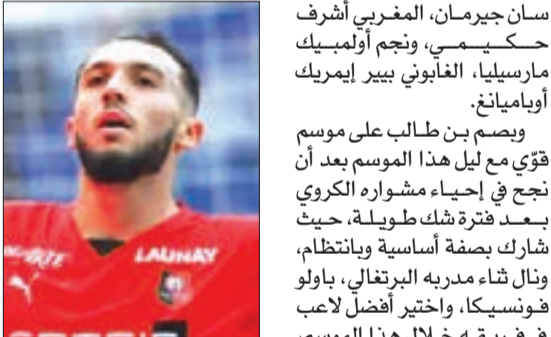 سان جيرمان، المغربي أشرف
حكيمي، ونجم أولمبيك
مارسيليا، الغابوني بيير إيمريك
أوباميانغ.
وبصم بن طالب على موسم
قوّي مع ليل هذا الموسم بعد أن
نجح في إحياء مشواره الكروي
بعد فترة شك طويلة، حيث
شارك بصفة أساسية وبانتظام،
ونال ثناء مدربه البرتغالي، باولو
فونسيكا، واختير أفضل لاعب
LAUNAY